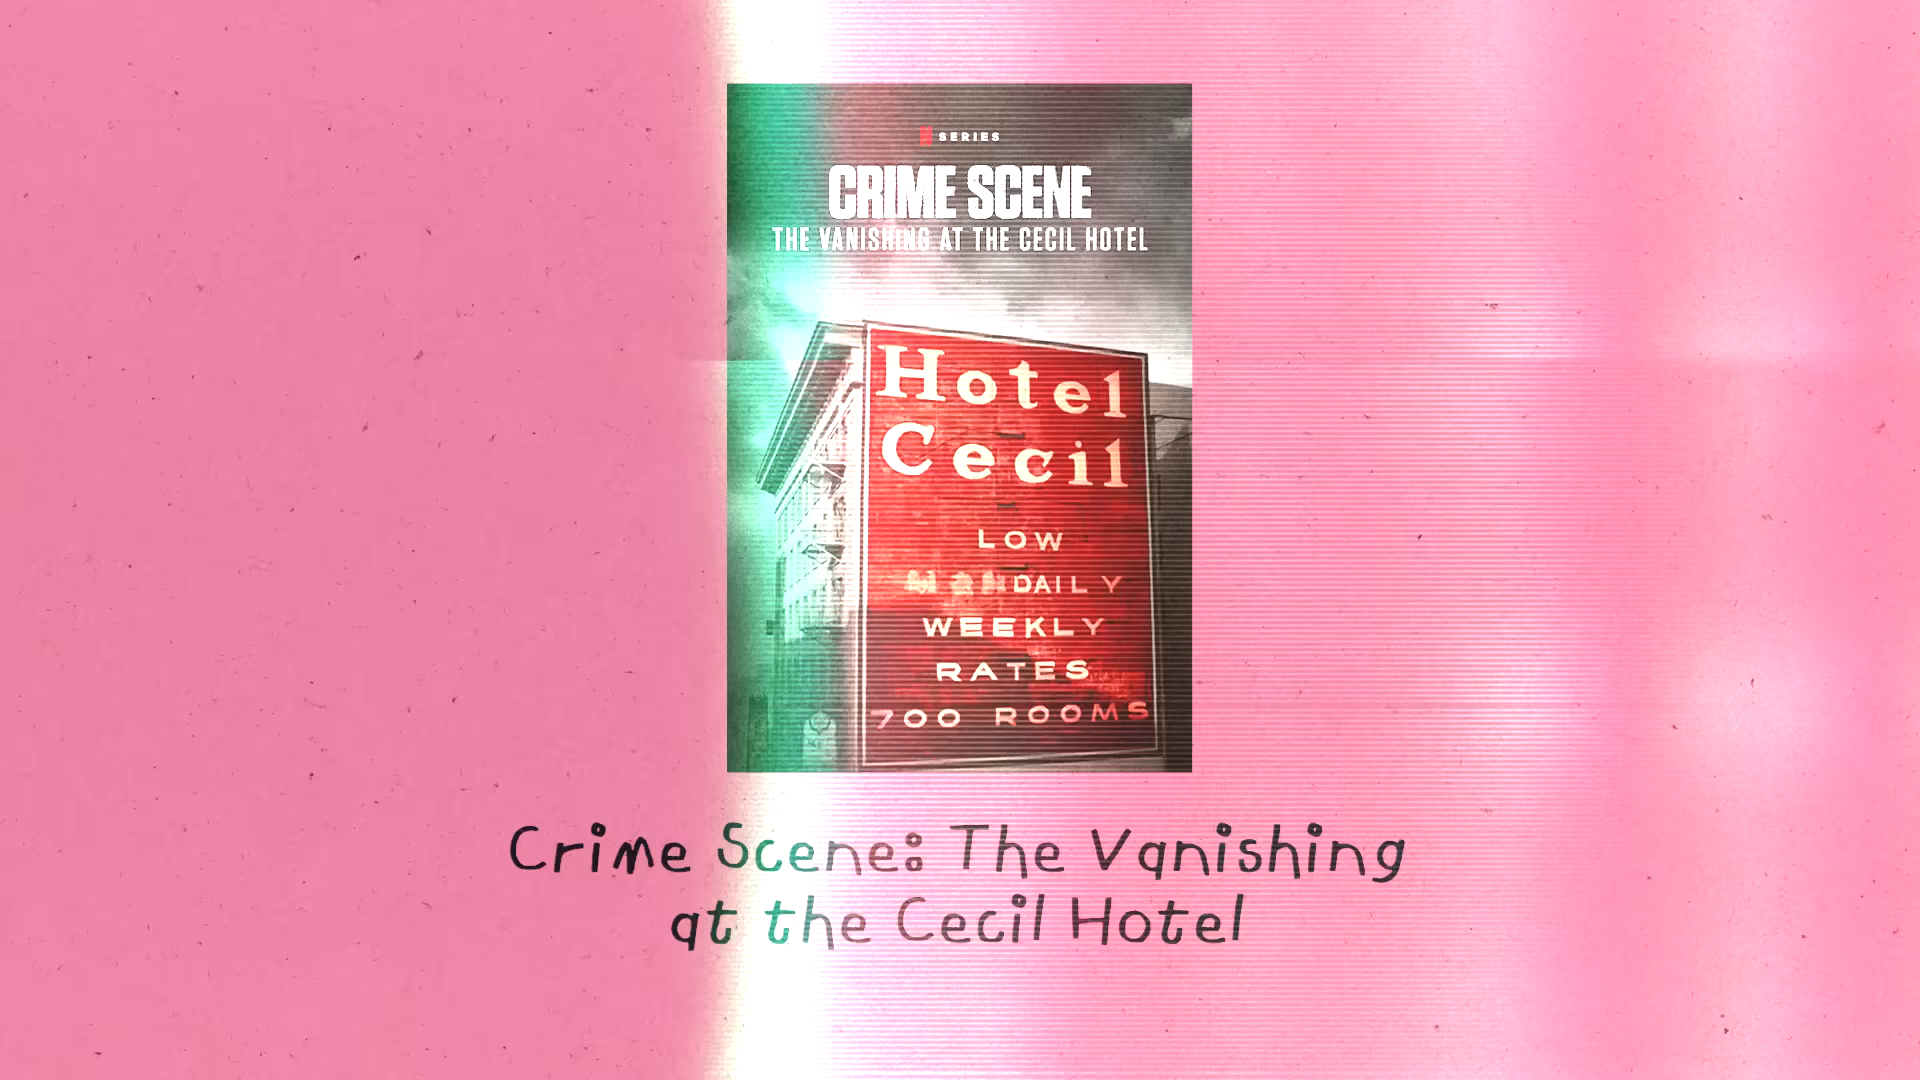 SERIES
CRIME SCENE
THE VANISHING AT THE CECIL HOTEL
Hotel
Cecil
LOW
DAILY
WEEKLY
RATES
700 ROOMS
Crime Scene: The Vanishing
at the Cecil Hotel